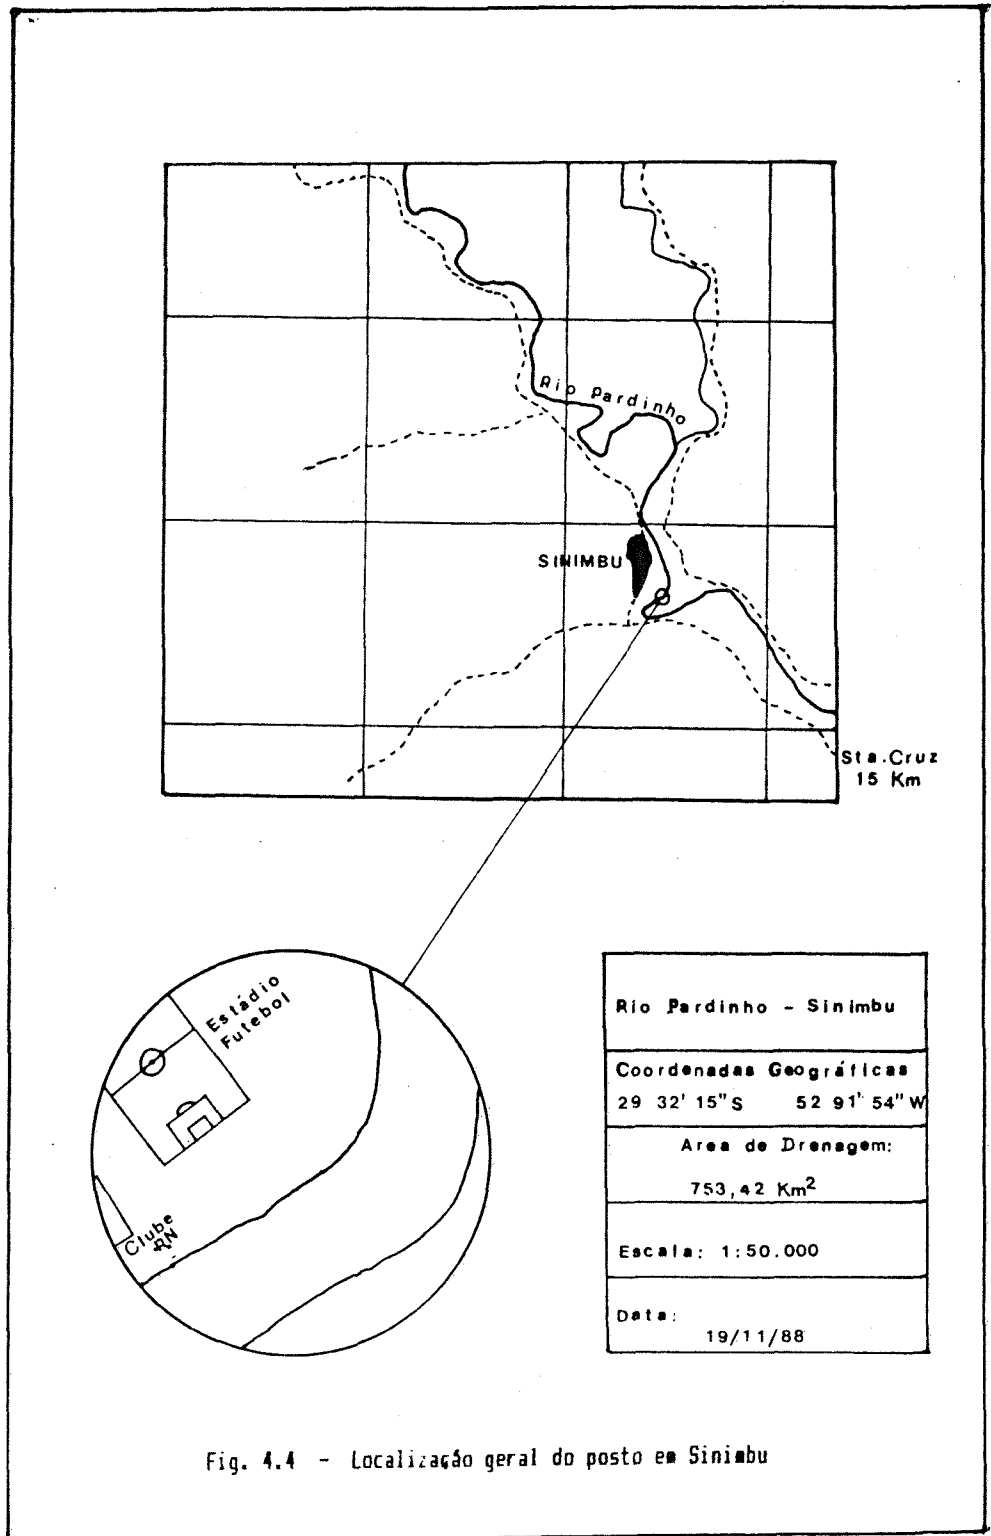 Rio Pardinho
SINIMBU
Sta.Cruz
15 Km
Estádio
Futebol
Clube
RN
Rio Pardinho - Sinimbu
Coordenadas Geográficas
29 32' 15" S 52 91' 54" W
Area de Drenagem:
753,42 Km²
Escala: 1:50.000
Data:
19/11/88
Fig. 4.4 - Localização geral do posto em Sinimbu